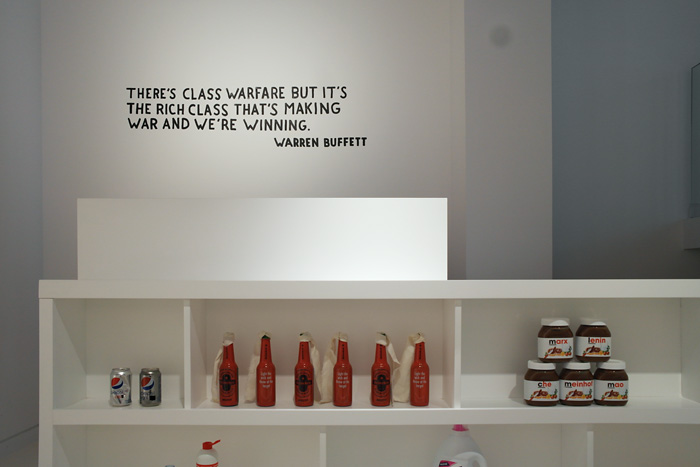 THERE'S CLASS WARFARE BUT IT'S
THE RICH CLASS THAT'S MAKING
WAR AND WE'RE WINNING.
WARREN BUFFETT
marx
lenin
che
meinhof
mao